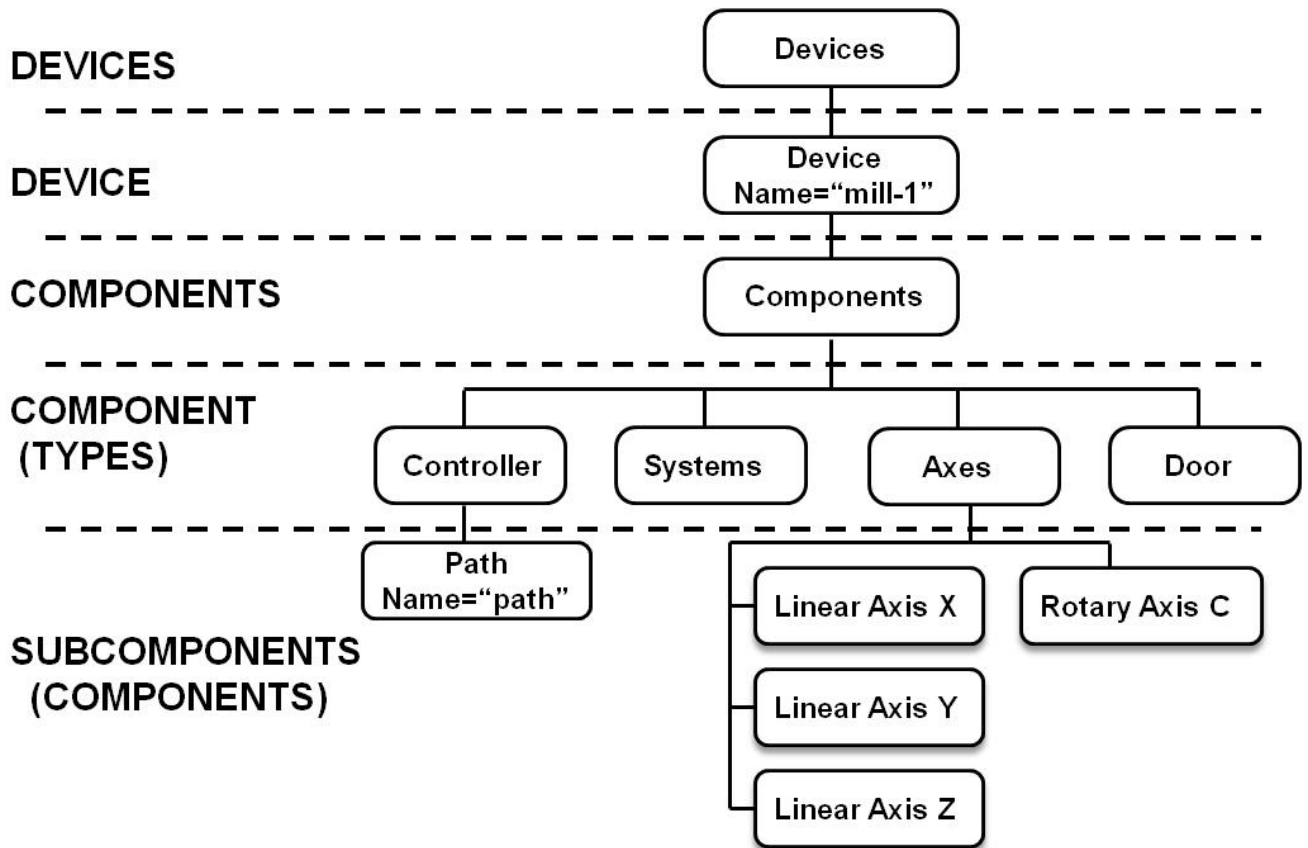 DEVICES
Devices
DEVICE
Device
Name=“mill-1”
COMPONENTS
Components
COMPONENT
(TYPES)
Controller
Systems
Axes
Door
SUBCOMPONENTS
(COMPONENTS)
Path
Name=“path”
Linear Axis X
Rotary Axis C
Linear Axis Y
Linear Axis Z